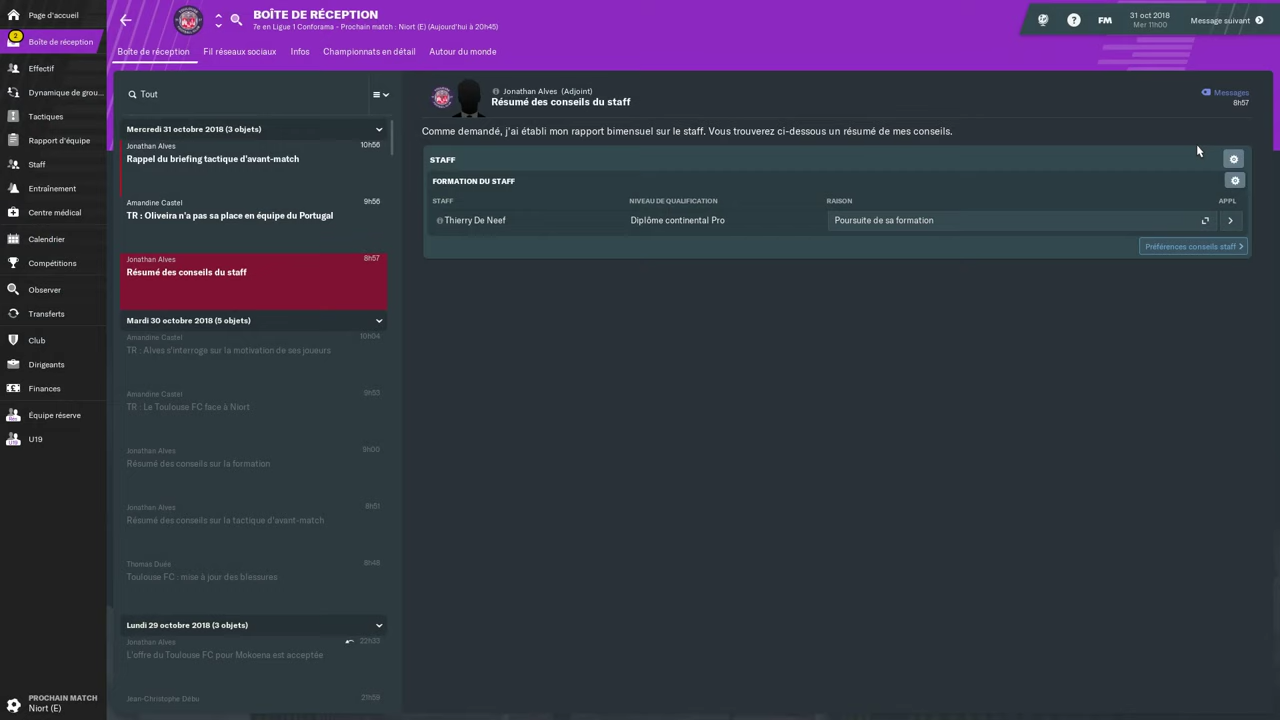 Page d'accueil
2
Boîte de réception
Effectif
Dynamique de grou...
Tactiques
Rapport d'équipe
Staff
Entraînement
Centre médical
Calendrier
Compétitions
Observer
Transferts
Club
Dirigeants
Finances
Équipe réserve
U19
PROCHAIN MATCH
Niort (E)
BOÎTE DE RÉCEPTION
7e en Ligue 1 Conforama - Prochain match : Niort (E) (Aujourd'hui à 20h45)
?
FM
31 oct 2018
Mer 11h00
Message suivant
Boîte de réception
Fil réseaux sociaux
Infos
Championnats en détail
Autour du monde
Tout
Mercredi 31 octobre 2018 (3 objets)
Jonathan Alves 10h56
Rappel du briefing tactique d'avant-match
Amandine Castel 9h56
TR : Oliveira n'a pas sa place en équipe du Portugal
Jonathan Alves 8h57
Résumé des conseils du staff
Mardi 30 octobre 2018 (5 objets)
Amandine Castel 10h04
TR : Alves s'interroge sur la motivation de ses joueurs
Amandine Castel 9h53
TR : Le Toulouse FC face à Niort
Jonathan Alves 9h00
Résumé des conseils sur la formation
Jonathan Alves 8h51
Résumé des conseils sur la tactique d'avant-match
Thomas Dués 8h48
Toulouse FC : mise à jour des blessures
Lundi 29 octobre 2018 (3 objets)
Jonathan Alves 22h33
L'offre du Toulouse FC pour Mokoena est acceptée
Jean-Christophe Débu 21h59
Jonathan Alves (Adjoint)
Résumé des conseils du staff
Messages
8h57
Comme demandé, j'ai établi mon rapport bimensuel sur le staff. Vous trouverez ci-dessous un résumé de mes conseils.
STAFF
FORMATION DU STAFF
STAFF NIVEAU DE QUALIFICATION RAISON APPL
Thierry De Neef Diplôme continental Pro Poursuite de sa formation
Préférences conseils staff